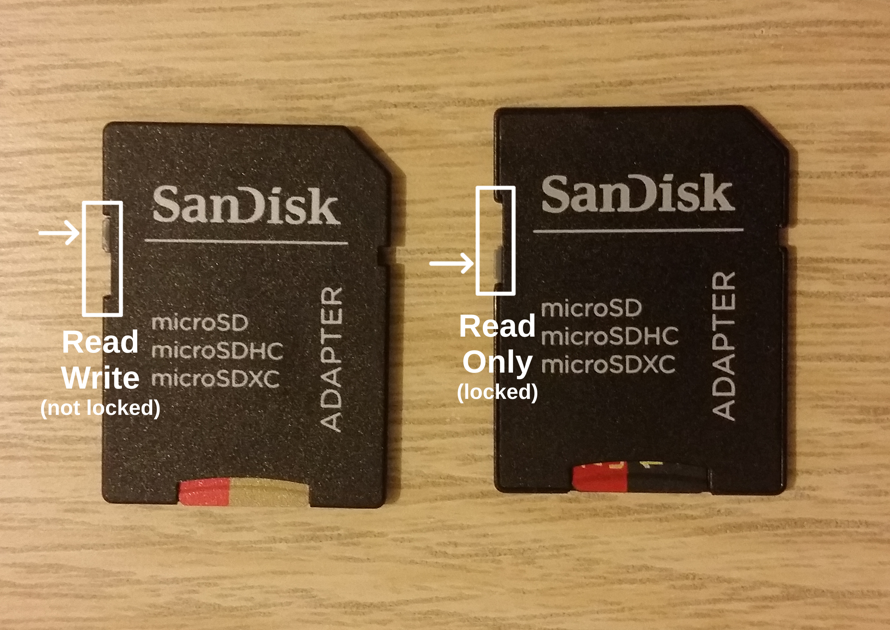 SanDisk
microSD
microSDHC
microSDXC
ADAPTER
Read
Write
(not locked)
SanDisk
microSD
microSDHC
microSDXC
ADAPTER
Read
Only
(locked)